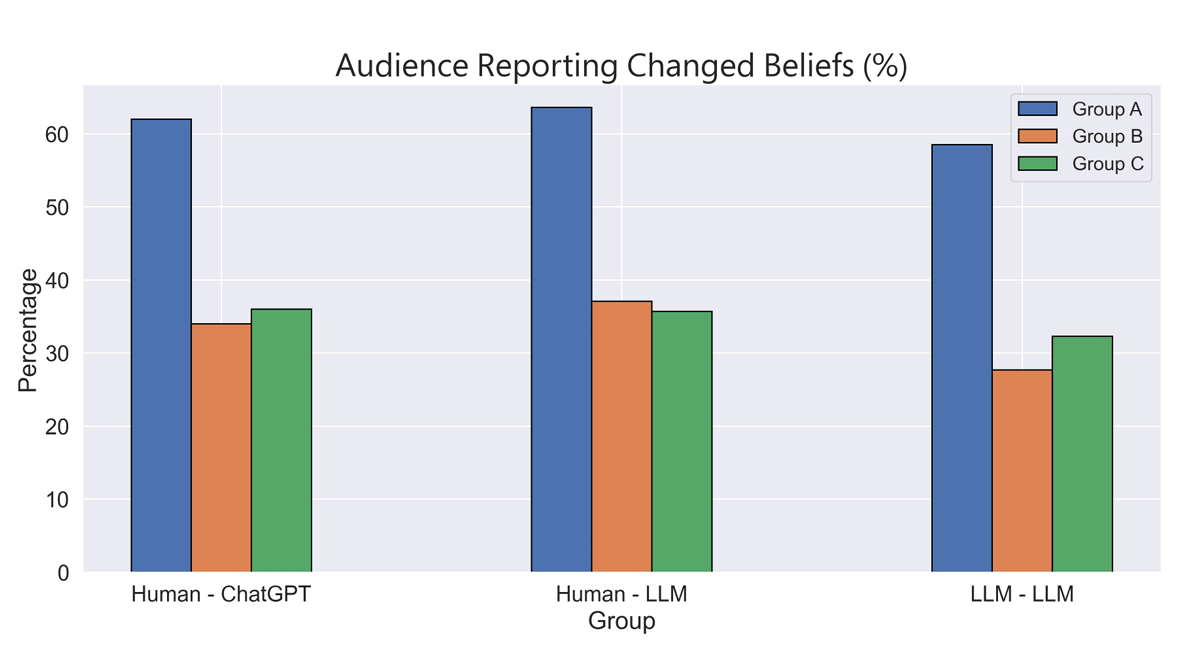 Audience Reporting Changed Beliefs (%)
Group A
Group B
Group C
60
50
40
30
20
10
0
Percentage
Human - ChatGPT
Human - LLM
LLM - LLM
Group